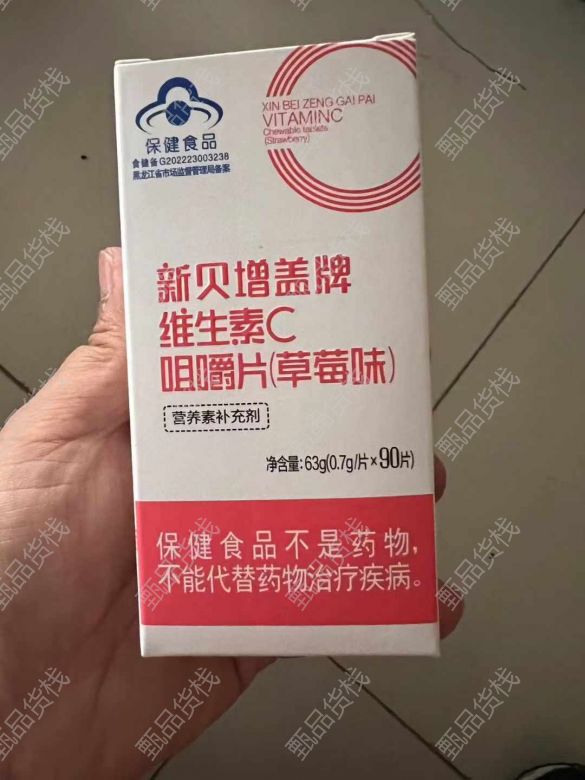 保健食品
食健备G202223003238
黑龙江省市场监督管理局备案
XIN BEI ZENG GAI PAI
VITAMINC
Chewable tablets
(Strawberry)
新贝增盖牌
维生素C
咀嚼片(草莓味)
营养素补充剂
净含量:63g(0.7g/片×90片)
保健食品不是药物,
不能代替药物治疗疾病。
甄品货栈